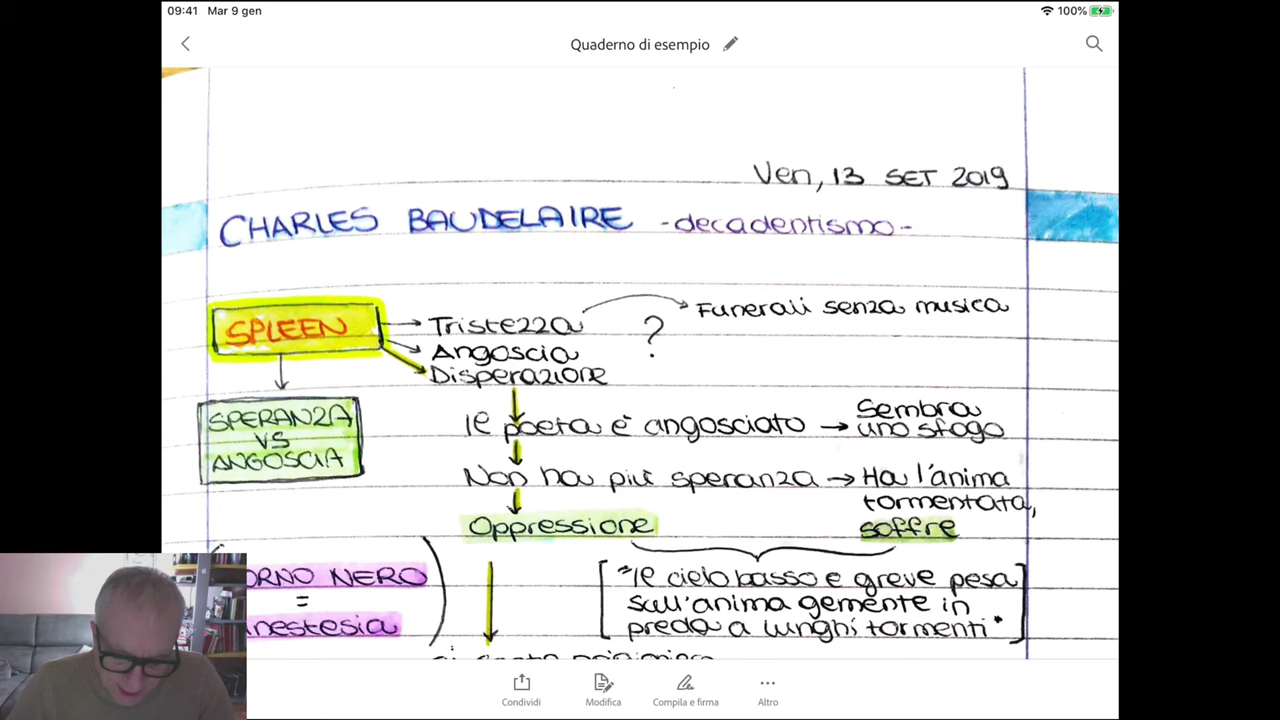 09:41 Mar 9 gen
100%
Quaderno di esempio
Ven, 13 SET 2019
CHARLES BAUDELAIRE -decadentismo-
SPLEEN
Tristezza
Funerali senza musica
?
Angoscia
Disperazione
SPERANZA
VS
ANGOSCIA
Il poeta è angosciato → Sembra
uno sfogo
Non ha più speranza → Ha l'anima
tormentata,
Oppressione
soffre
ORNO NERO
=
nestesia
"Il cielo basso e greve pesa
sull'anima gemente in
preda a lunghi tormenti"
Condividi
Modifica
Compila e firma
Altro